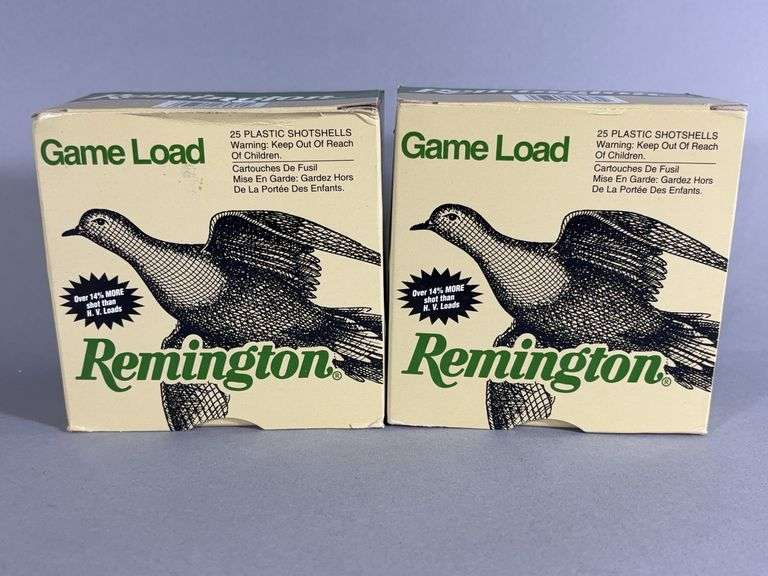 Remington
Game Load
25 PLASTIC SHOTSHELLS
Warning: Keep Out Of Reach
Of Children.
Cartouches De Fusil
Mise En Garde: Gardez Hors
De La Portée Des Enfants.
Over 14% MORE
shot than
H. V. Loads
Remington®
Remington
Game Load
25 PLASTIC SHOTSHELLS
Warning: Keep Out Of Reach
Of Children.
Cartouches De Fusil
Mise En Garde: Gardez Hors
De La Portée Des Enfants.
Over 14% MORE
shot than
H. V. Loads
Remington®